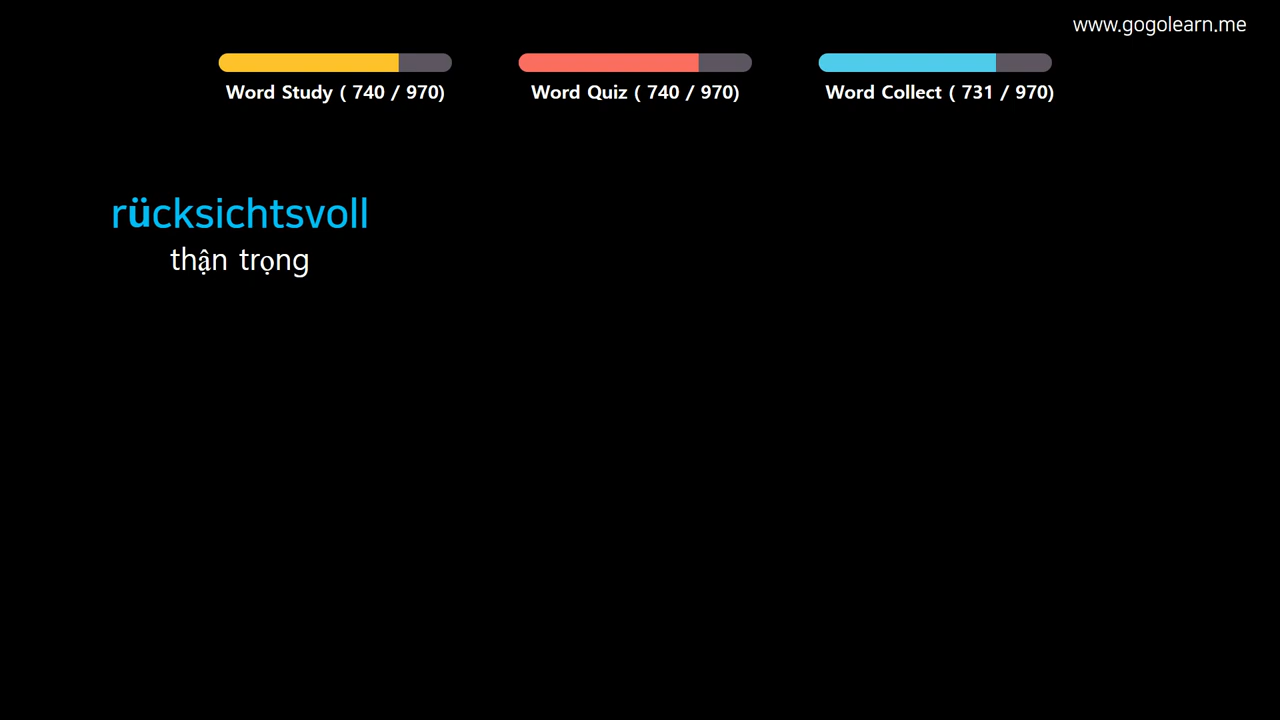 www.gogolearn.me
Word Study ( 740 / 970)
Word Quiz ( 740 / 970)
Word Collect ( 731 / 970)
rücksichtsvoll
thận trọng